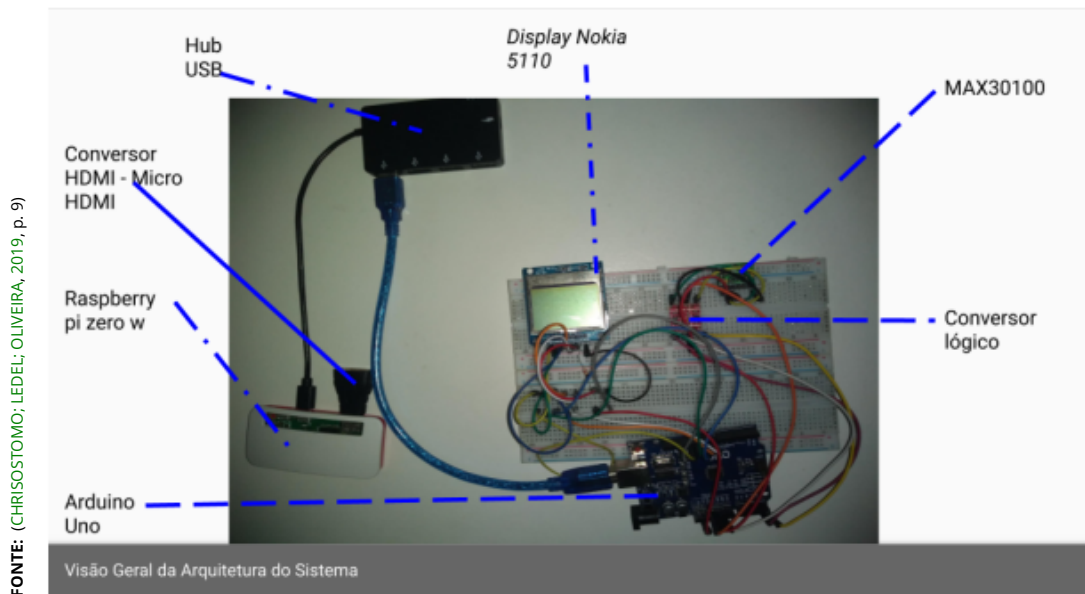 Hub
USB
Display Nokia
5110
MAX30100
Conversor
HDMI - Micro
HDMI
Raspberry
pi zero w
Conversor
lógico
Arduino
Uno
Visão Geral da Arquitetura do Sistema
FONTE: (CHRISOSTOMO; LEDEL; OLIVEIRA, 2019, p. 9)